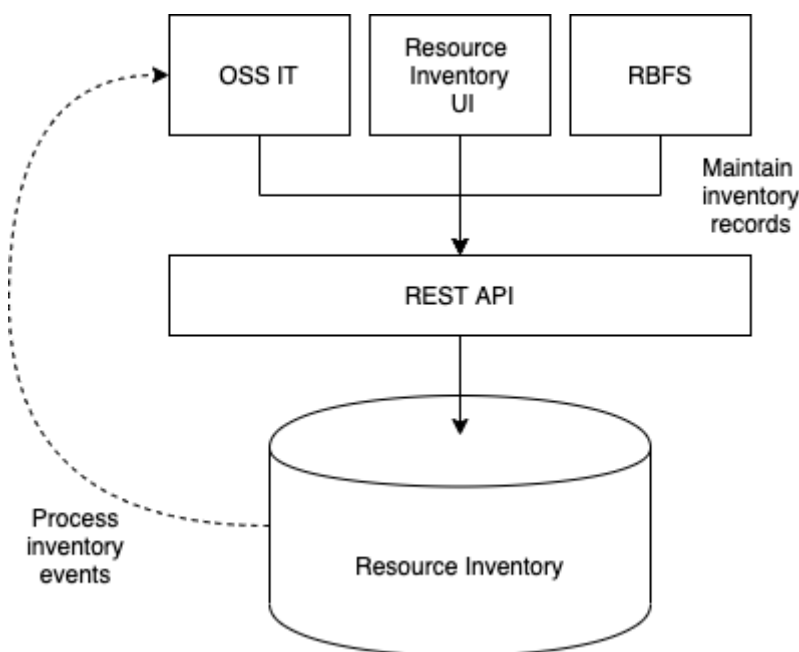 OSS IT
Resource
Inventory
UI
RBFS
Maintain
inventory
records
REST API
Process
inventory
events
Resource Inventory